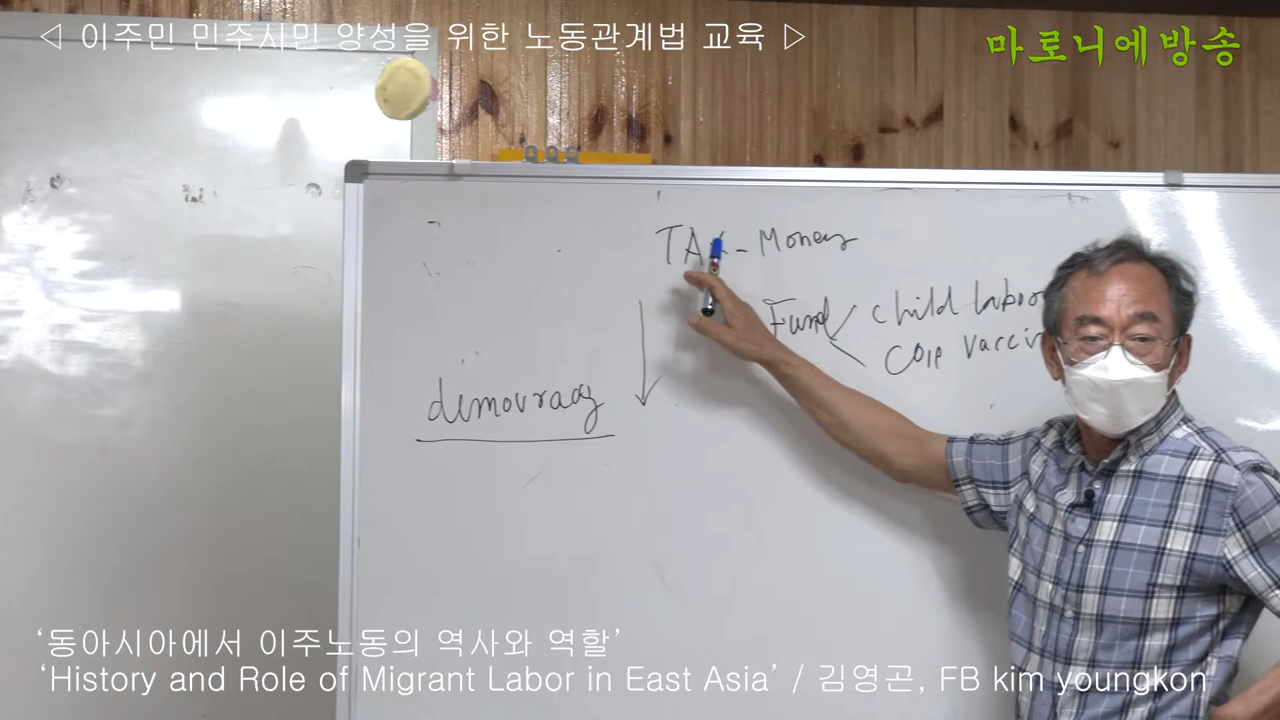 ◁ 이주민 민주시민 양성을 위한 노동관계법 교육 ▷
마로니에방송
TAX - Money
Fund
child labor
vaccin
democracy
‘동아시아에서 이주노동의 역사와 역할’
‘History and Role of Migrant Labor in East Asia’ / 김영곤, FB kim youngkon